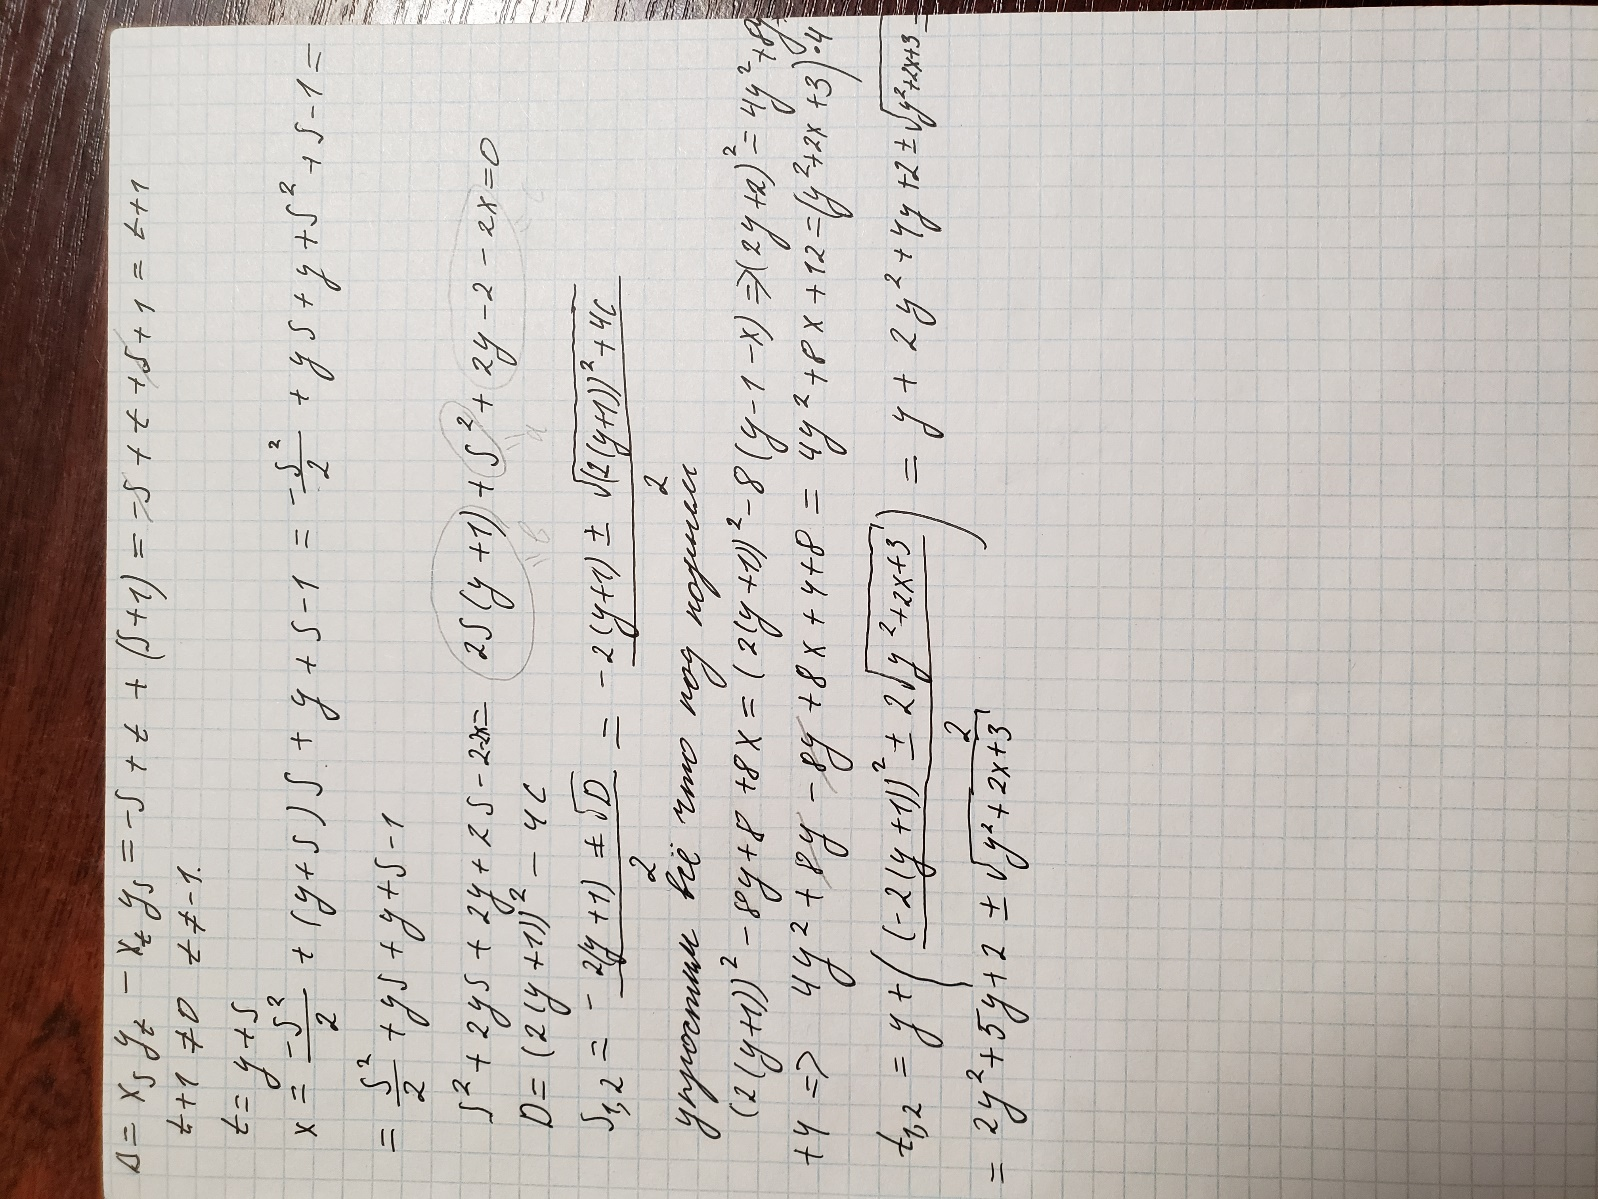 Δ = x_s y_t − x_t y_s = −s + t + (s+1) = −s + t + s + 1 = t+1
t+1 ≠ 0   t ≠ −1.
t = y + s
x = −s²/2 + (y+s)s + y + s − 1 = −s²/2 + ys + y + s² + s − 1 =
= s²/2 + ys + y + s − 1
s² + 2ys + 2y + 2s − 2−2x = 2s(y+1) + s² + 2y − 2 − 2x = 0
"b" "a" "c"
D = (2(y+1))² − 4c
s₁,₂ = −2(y+1) ± √D / 2 = −2(y+1) ± √(2(y+1))² + 4c / 2
упростим всё что под корнем
(2(y+1))² − 8y + 8 + 8x = (2(y+1))² − 8(y − 1 − x) ⇒ (2y+2)² = 4y² + 8y
+4 ⇒ 4y² + 8y − 8y + 8x + 4 + 8 = 4y² + 8x + 12 = (y² + 2x + 3)·4
t₁,₂ = y + ((−2(y+1))² ± 2√y² + 2x + 3 / 2) = y + 2y² + 4y + 2 ± √y² + 2x + 3 =
= 2y² + 5y + 2 ± √y² + 2x + 3